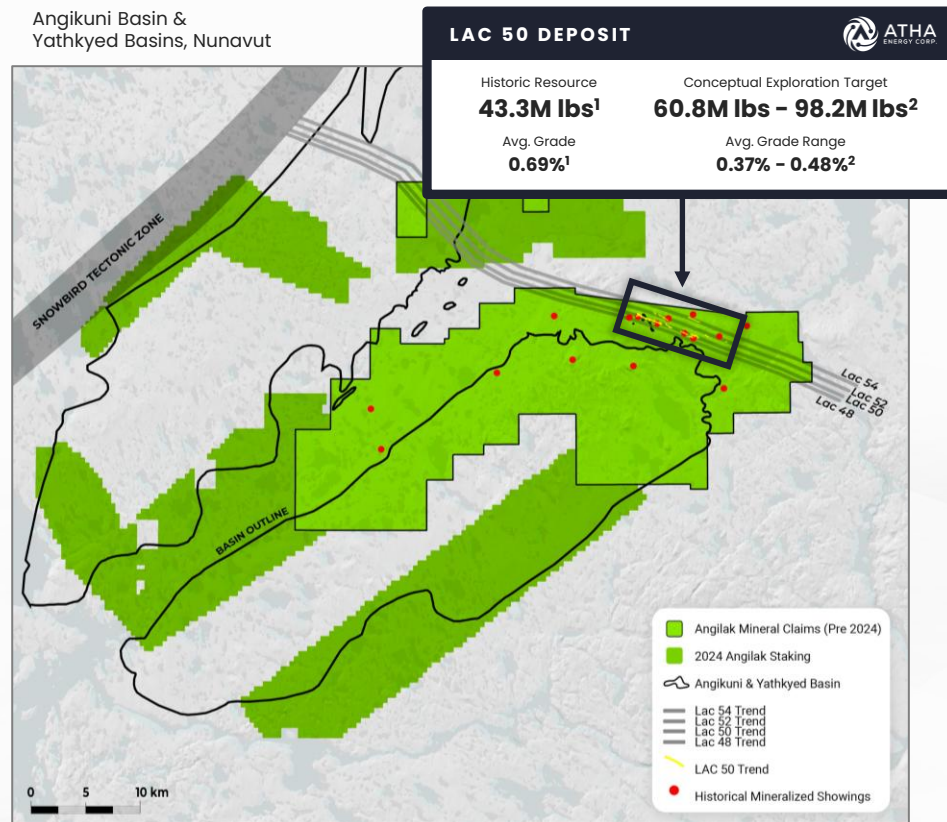 Angikuni Basin &
Yathkyed Basins, Nunavut
LAC 50 DEPOSIT
ATHA
ENERGY CORP.
Historic Resource
43.3M lbs¹
Avg. Grade
0.69%¹
Conceptual Exploration Target
60.8M lbs - 98.2M lbs²
Avg. Grade Range
0.37% - 0.48%²
SNOWBIRD TECTONIC ZONE
Lac 54
Lac 52
Lac 50
Lac 48
BASIN OUTLINE
Angilak Mineral Claims (Pre 2024)
2024 Angilak Staking
Angikuni & Yathkyed Basin
Lac 54 Trend
Lac 52 Trend
Lac 50 Trend
Lac 48 Trend
LAC 50 Trend
Historical Mineralized Showings
0 5 10 km